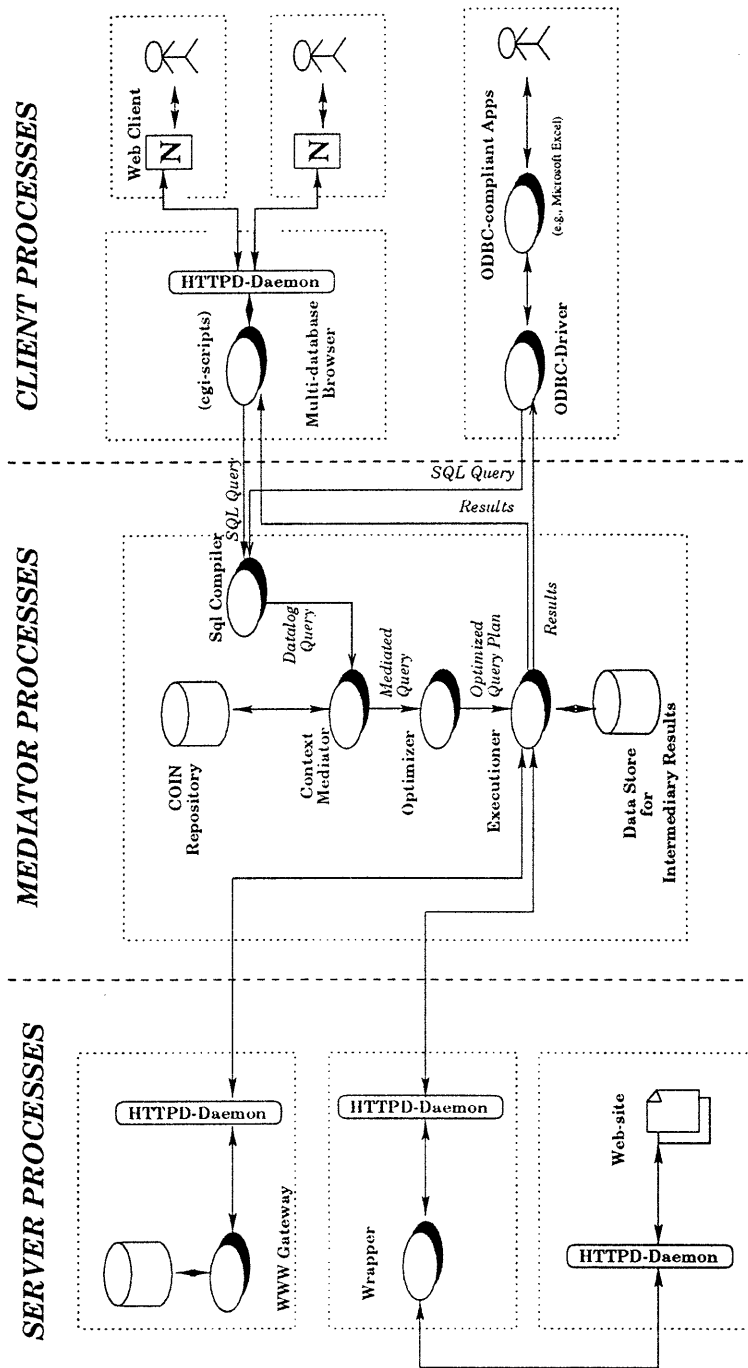 CLIENT PROCESSES
Web Client
N
N
HTTPD-Daemon
(cgi-scripts)
Multi-database
Browser
ODBC-compliant Apps
(e.g., Microsoft Excel)
ODBC-Driver
MEDIATOR PROCESSES
SQL Query
SQL Query
Results
Sql Compiler
Datalog
Query
COIN
Repository
Context
Mediator
Mediated
Query
Optimizer
Optimized
Query Plan
Executioner
Results
Data Store
for
Intermediary Results
SERVER PROCESSES
HTTPD-Daemon
WWW Gateway
HTTPD-Daemon
Wrapper
Web-site
HTTPD-Daemon